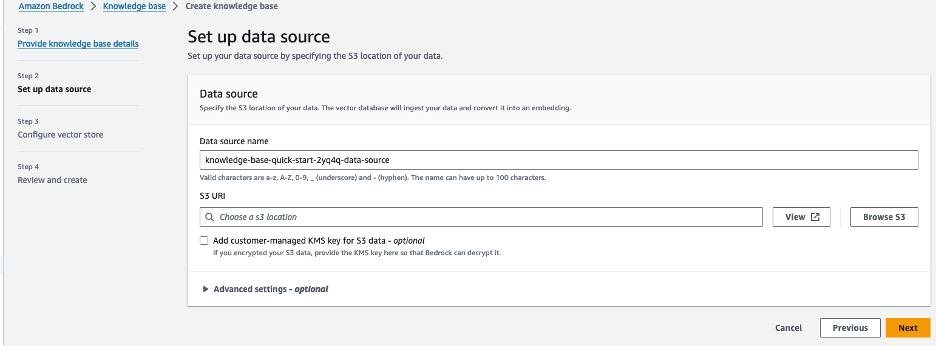 Amazon Bedrock > Knowledge base > Create knowledge base
Step 1
Provide knowledge base details
Step 2
Set up data source
Step 3
Configure vector store
Step 4
Review and create
Set up data source
Set up your data source by specifying the S3 location of your data.
Data source
Specify the S3 location of your data. The vector database will ingest your data and convert it into an embedding.
Data source name
knowledge-base-quick-start-2yq4q-data-source
Valid characters are a-z, A-Z, 0-9, _ (underscore) and - (hyphen). The name can have up to 100 characters.
S3 URI
Choose a s3 location
View
Browse S3
Add customer-managed KMS key for S3 data - optional
If you encrypted your S3 data, provide the KMS key here so that Bedrock can decrypt it.
Advanced settings - optional
Cancel
Previous
Next